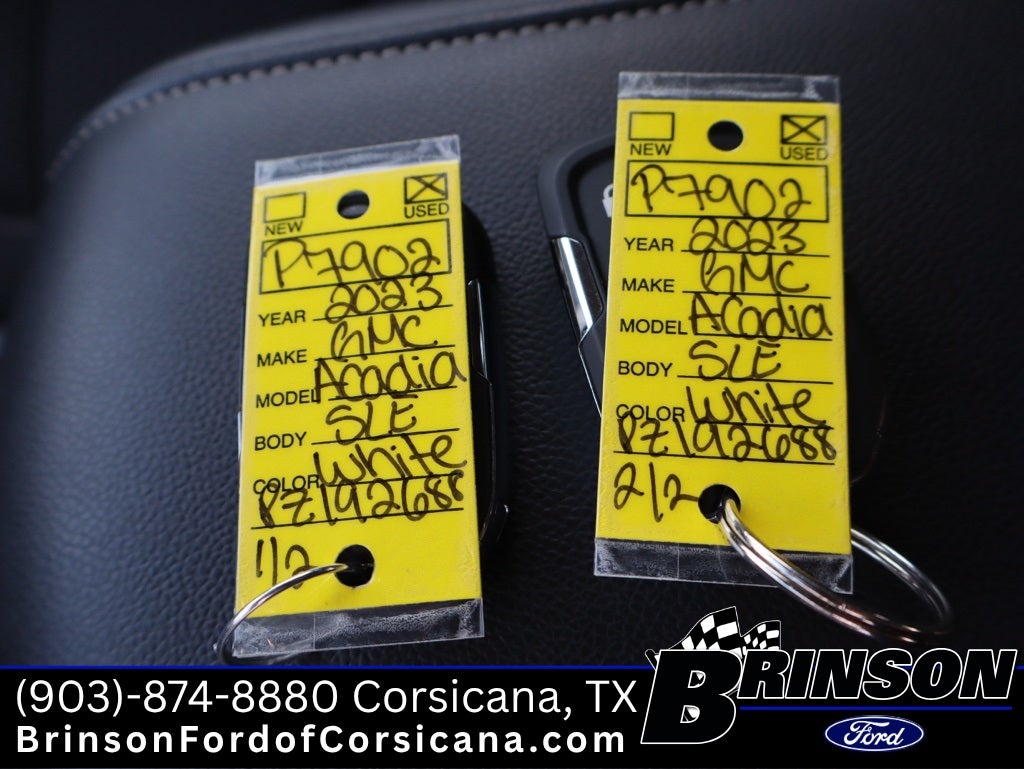 NEW USED
P7902
YEAR 2023
MAKE GMC
MODEL Acadia
BODY SLE
COLOR White
PZ192688
1/2
NEW USED
P7902
YEAR 2023
MAKE GMC
MODEL Acadia
BODY SLE
COLOR White
PZ192688
2/2
(903)-874-8880 Corsicana, TX
BrinsonFordofCorsicana.com
BRINSON
Ford